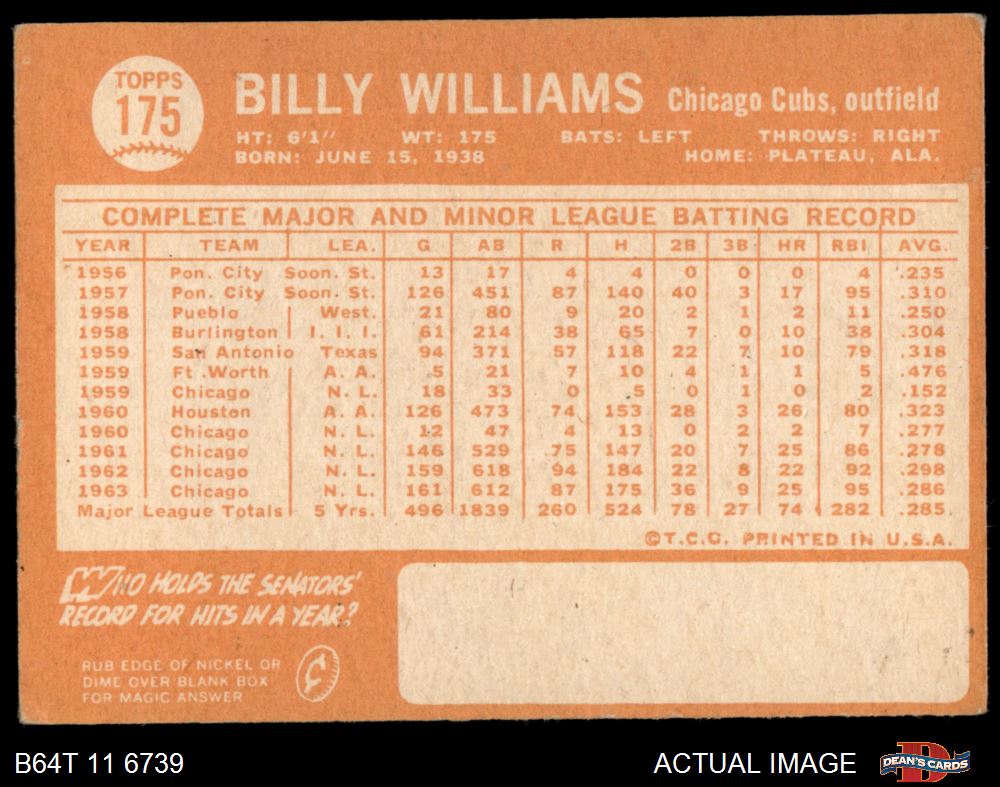 TOPPS
175
BILLY WILLIAMS Chicago Cubs, outfield
HT: 6'1" WT: 175 BATS: LEFT THROWS: RIGHT
BORN: JUNE 15, 1938 HOME: PLATEAU, ALA.
COMPLETE MAJOR AND MINOR LEAGUE BATTING RECORD
YEAR TEAM LEA. G AB R H 2B 3B HR RBI AVG.
1956 Pon. City Soon. St. 13 17 4 4 0 0 0 4 .235
1957 Pon. City Soon. St. 126 451 87 140 40 3 17 95 .310
1958 Pueblo West. 21 80 9 20 2 1 2 11 .250
1958 Burlington I. I. I. 61 214 38 65 7 0 10 38 .304
1959 San Antonio Texas 94 371 57 118 22 7 10 79 .318
1959 Ft .Worth A. A. 5 21 7 10 4 1 1 5 .476
1959 Chicago N. L. 18 33 0 5 0 1 0 2 .152
1960 Houston A. A. 126 473 74 153 28 3 26 80 .323
1960 Chicago N. L. 12 47 4 13 0 2 2 7 .277
1961 Chicago N. L. 146 529 75 147 20 7 25 86 .278
1962 Chicago N. L. 159 618 94 184 22 8 22 92 .298
1963 Chicago N. L. 161 612 87 175 36 9 25 95 .286
Major League Totals 5 Yrs. 496 1839 260 524 78 27 74 282 .285
©T.C.G. PRINTED IN U.S.A.
WHO HOLDS THE SENATORS'
RECORD FOR HITS IN A YEAR?
RUB EDGE OF NICKEL OR
DIME OVER BLANK BOX
FOR MAGIC ANSWER
B64T 11 6739 ACTUAL IMAGE DEAN'S CARDS